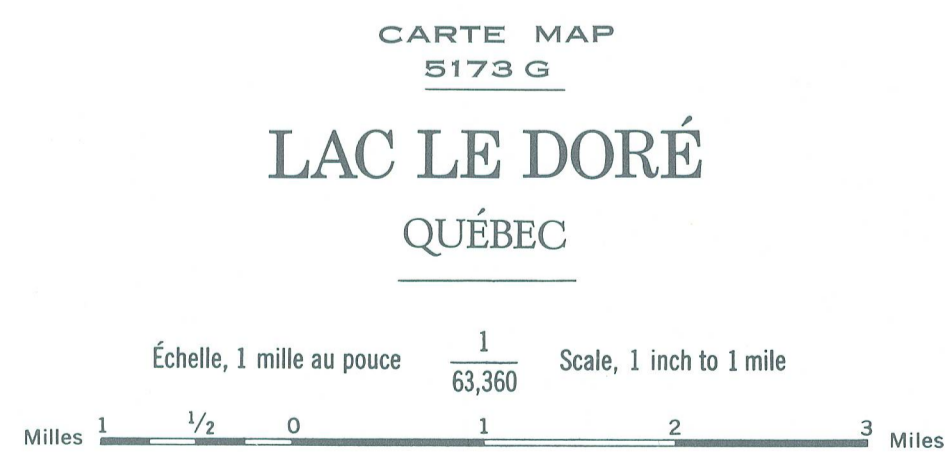 CARTE MAP
5173 G
LAC LE DORÉ
QUÉBEC
Échelle, 1 mille au pouce 1/63,360 Scale, 1 inch to 1 mile
Milles 1 ½ 0 1 2 3 Miles